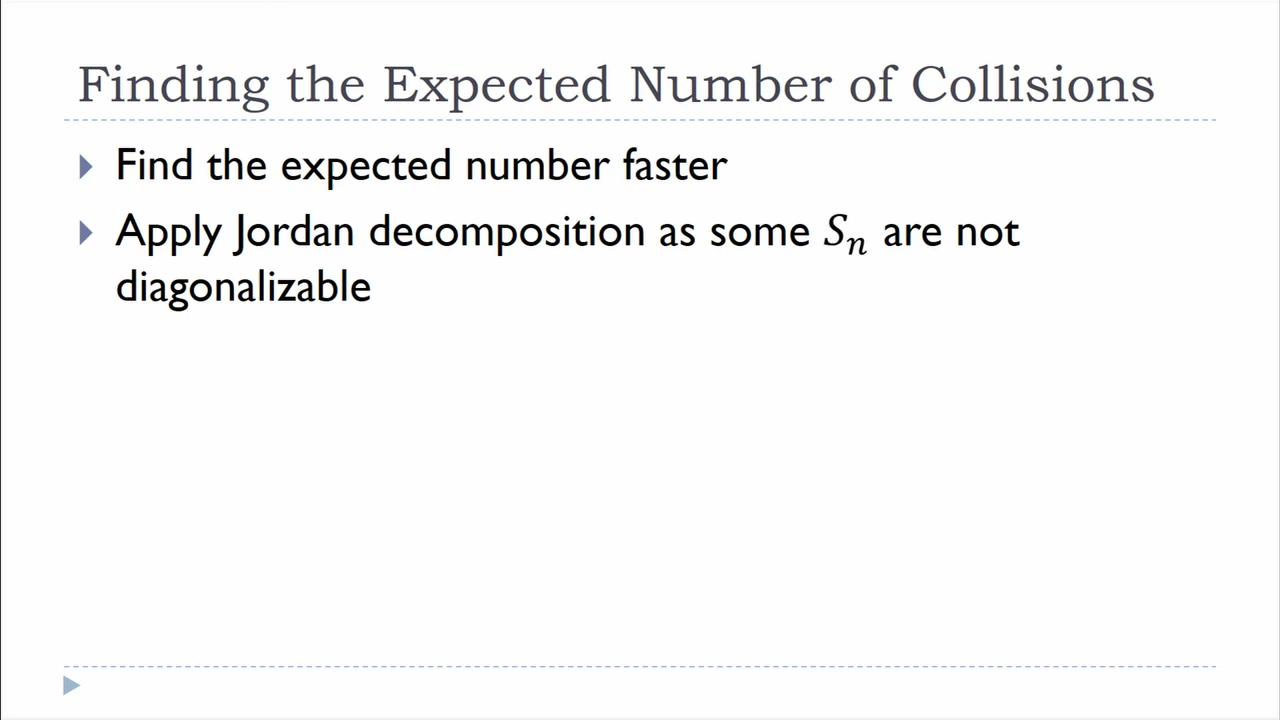 Finding the Expected Number of Collisions
Find the expected number faster
Apply Jordan decomposition as some Sₙ are not
diagonalizable